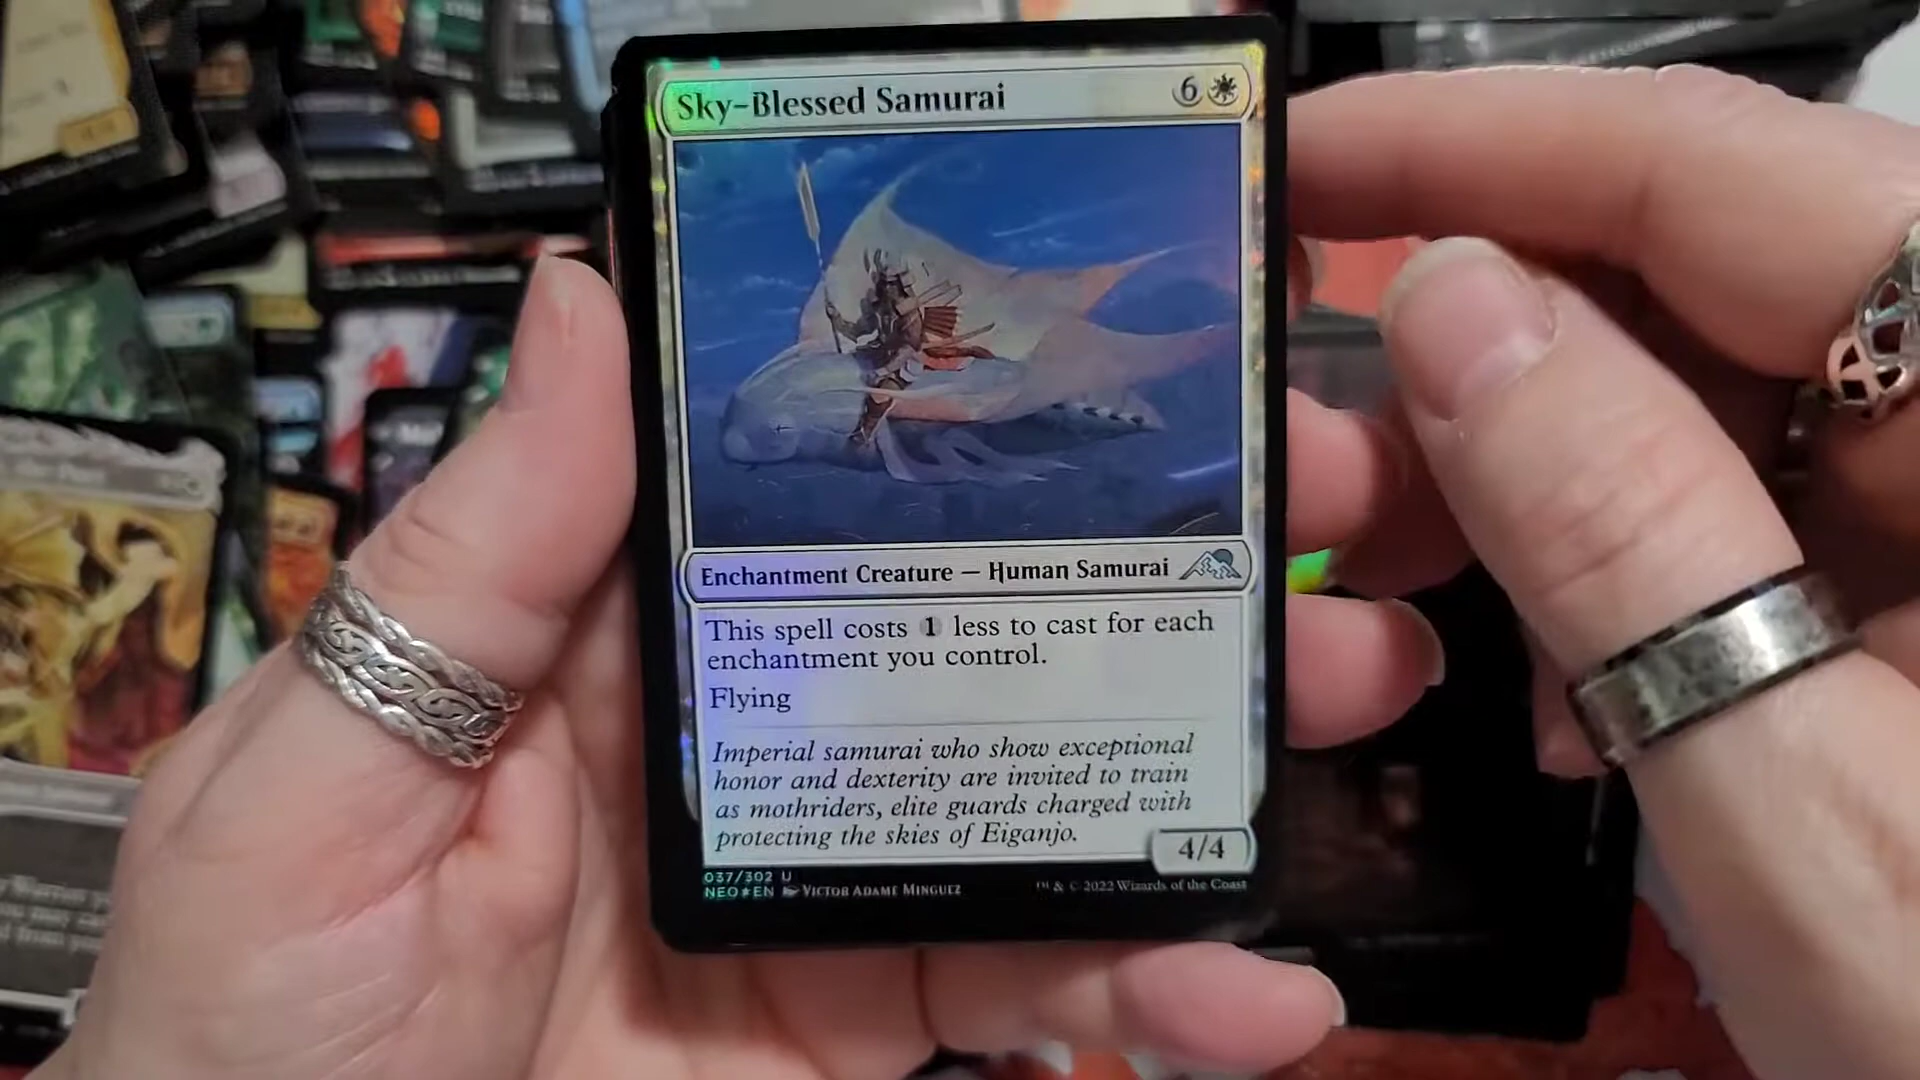 Sky-Blessed Samurai 6
Enchantment Creature — Human Samurai
This spell costs 1 less to cast for each
enchantment you control.
Flying
Imperial samurai who show exceptional
honor and dexterity are invited to train
as mothriders, elite guards charged with
protecting the skies of Eiganjo.
4/4
037/302 U
NEO★EN Victor Adame Minguez
™ & © 2022 Wizards of the Coast